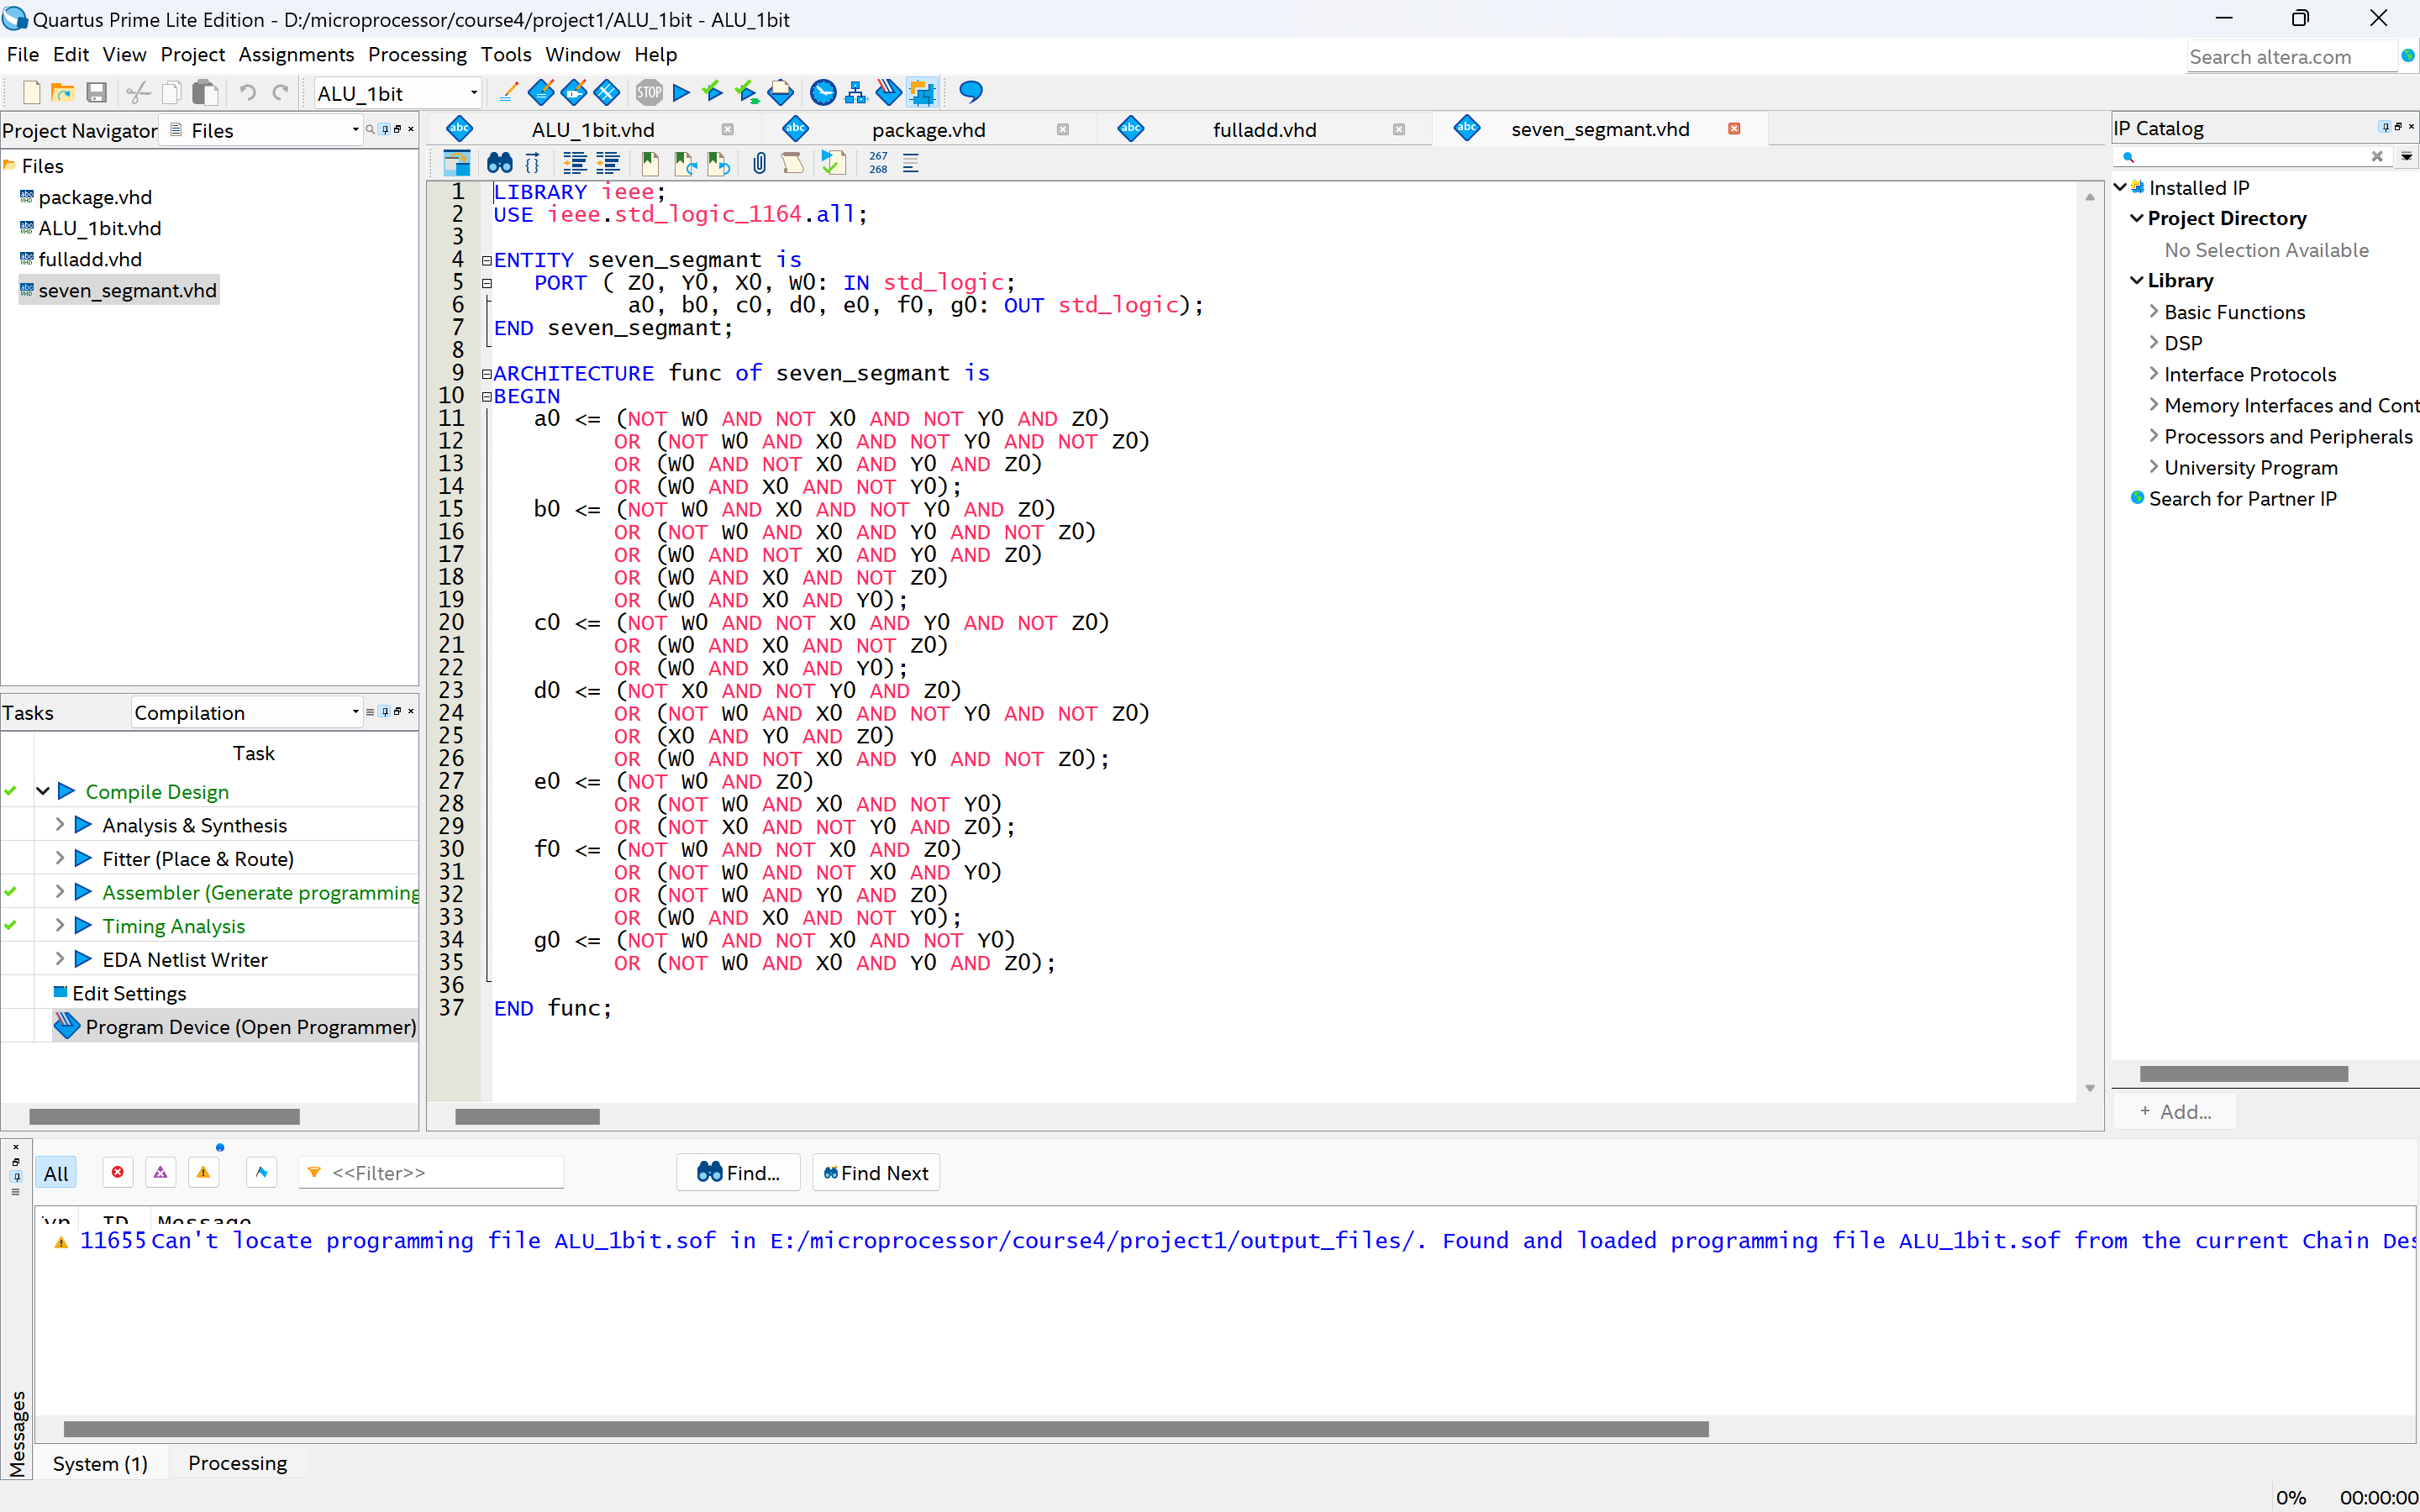 Quartus Prime Lite Edition - D:/microprocessor/course4/project1/ALU_1bit - ALU_1bit
File Edit View Project Assignments Processing Tools Window Help
Search altera.com
ALU_1bit
STOP
Project Navigator Files
Files
package.vhd
ALU_1bit.vhd
fulladd.vhd
seven_segmant.vhd
Tasks Compilation
Task
Compile Design
Analysis & Synthesis
Fitter (Place & Route)
Assembler (Generate programming
Timing Analysis
EDA Netlist Writer
Edit Settings
Program Device (Open Programmer)
abc ALU_1bit.vhd abc package.vhd abc fulladd.vhd abc seven_segmant.vhd
267
268
1 LIBRARY ieee;
2 USE ieee.std_logic_1164.all;
3
4 ENTITY seven_segmant is
5 PORT ( Z0, Y0, X0, W0: IN std_logic;
6 a0, b0, c0, d0, e0, f0, g0: OUT std_logic);
7 END seven_segmant;
8
9 ARCHITECTURE func of seven_segmant is
10 BEGIN
11 a0 <= (NOT W0 AND NOT X0 AND NOT Y0 AND Z0)
12 OR (NOT W0 AND X0 AND NOT Y0 AND NOT Z0)
13 OR (W0 AND NOT X0 AND Y0 AND Z0)
14 OR (W0 AND X0 AND NOT Y0);
15 b0 <= (NOT W0 AND X0 AND NOT Y0 AND Z0)
16 OR (NOT W0 AND X0 AND Y0 AND NOT Z0)
17 OR (W0 AND NOT X0 AND Y0 AND Z0)
18 OR (W0 AND X0 AND NOT Z0)
19 OR (W0 AND X0 AND Y0);
20 c0 <= (NOT W0 AND NOT X0 AND Y0 AND NOT Z0)
21 OR (W0 AND X0 AND NOT Z0)
22 OR (W0 AND X0 AND Y0);
23 d0 <= (NOT X0 AND NOT Y0 AND Z0)
24 OR (NOT W0 AND X0 AND NOT Y0 AND NOT Z0)
25 OR (X0 AND Y0 AND Z0)
26 OR (W0 AND NOT X0 AND Y0 AND NOT Z0);
27 e0 <= (NOT W0 AND Z0)
28 OR (NOT W0 AND X0 AND NOT Y0)
29 OR (NOT X0 AND NOT Y0 AND Z0);
30 f0 <= (NOT W0 AND NOT X0 AND Z0)
31 OR (NOT W0 AND NOT X0 AND Y0)
32 OR (NOT W0 AND Y0 AND Z0)
33 OR (W0 AND X0 AND NOT Y0);
34 g0 <= (NOT W0 AND NOT X0 AND NOT Y0)
35 OR (NOT W0 AND X0 AND Y0 AND Z0);
36
37 END func;
IP Catalog
Installed IP
Project Directory
No Selection Available
Library
Basic Functions
DSP
Interface Protocols
Memory Interfaces and Cont
Processors and Peripherals
University Program
Search for Partner IP
+ Add...
All <<Filter>> Find... Find Next
ID Message
11655 Can't locate programming file ALU_1bit.sof in E:/microprocessor/course4/project1/output_files/. Found and loaded programming file ALU_1bit.sof from the current Chain Des
Messages
System (1) Processing
0% 00:00:00